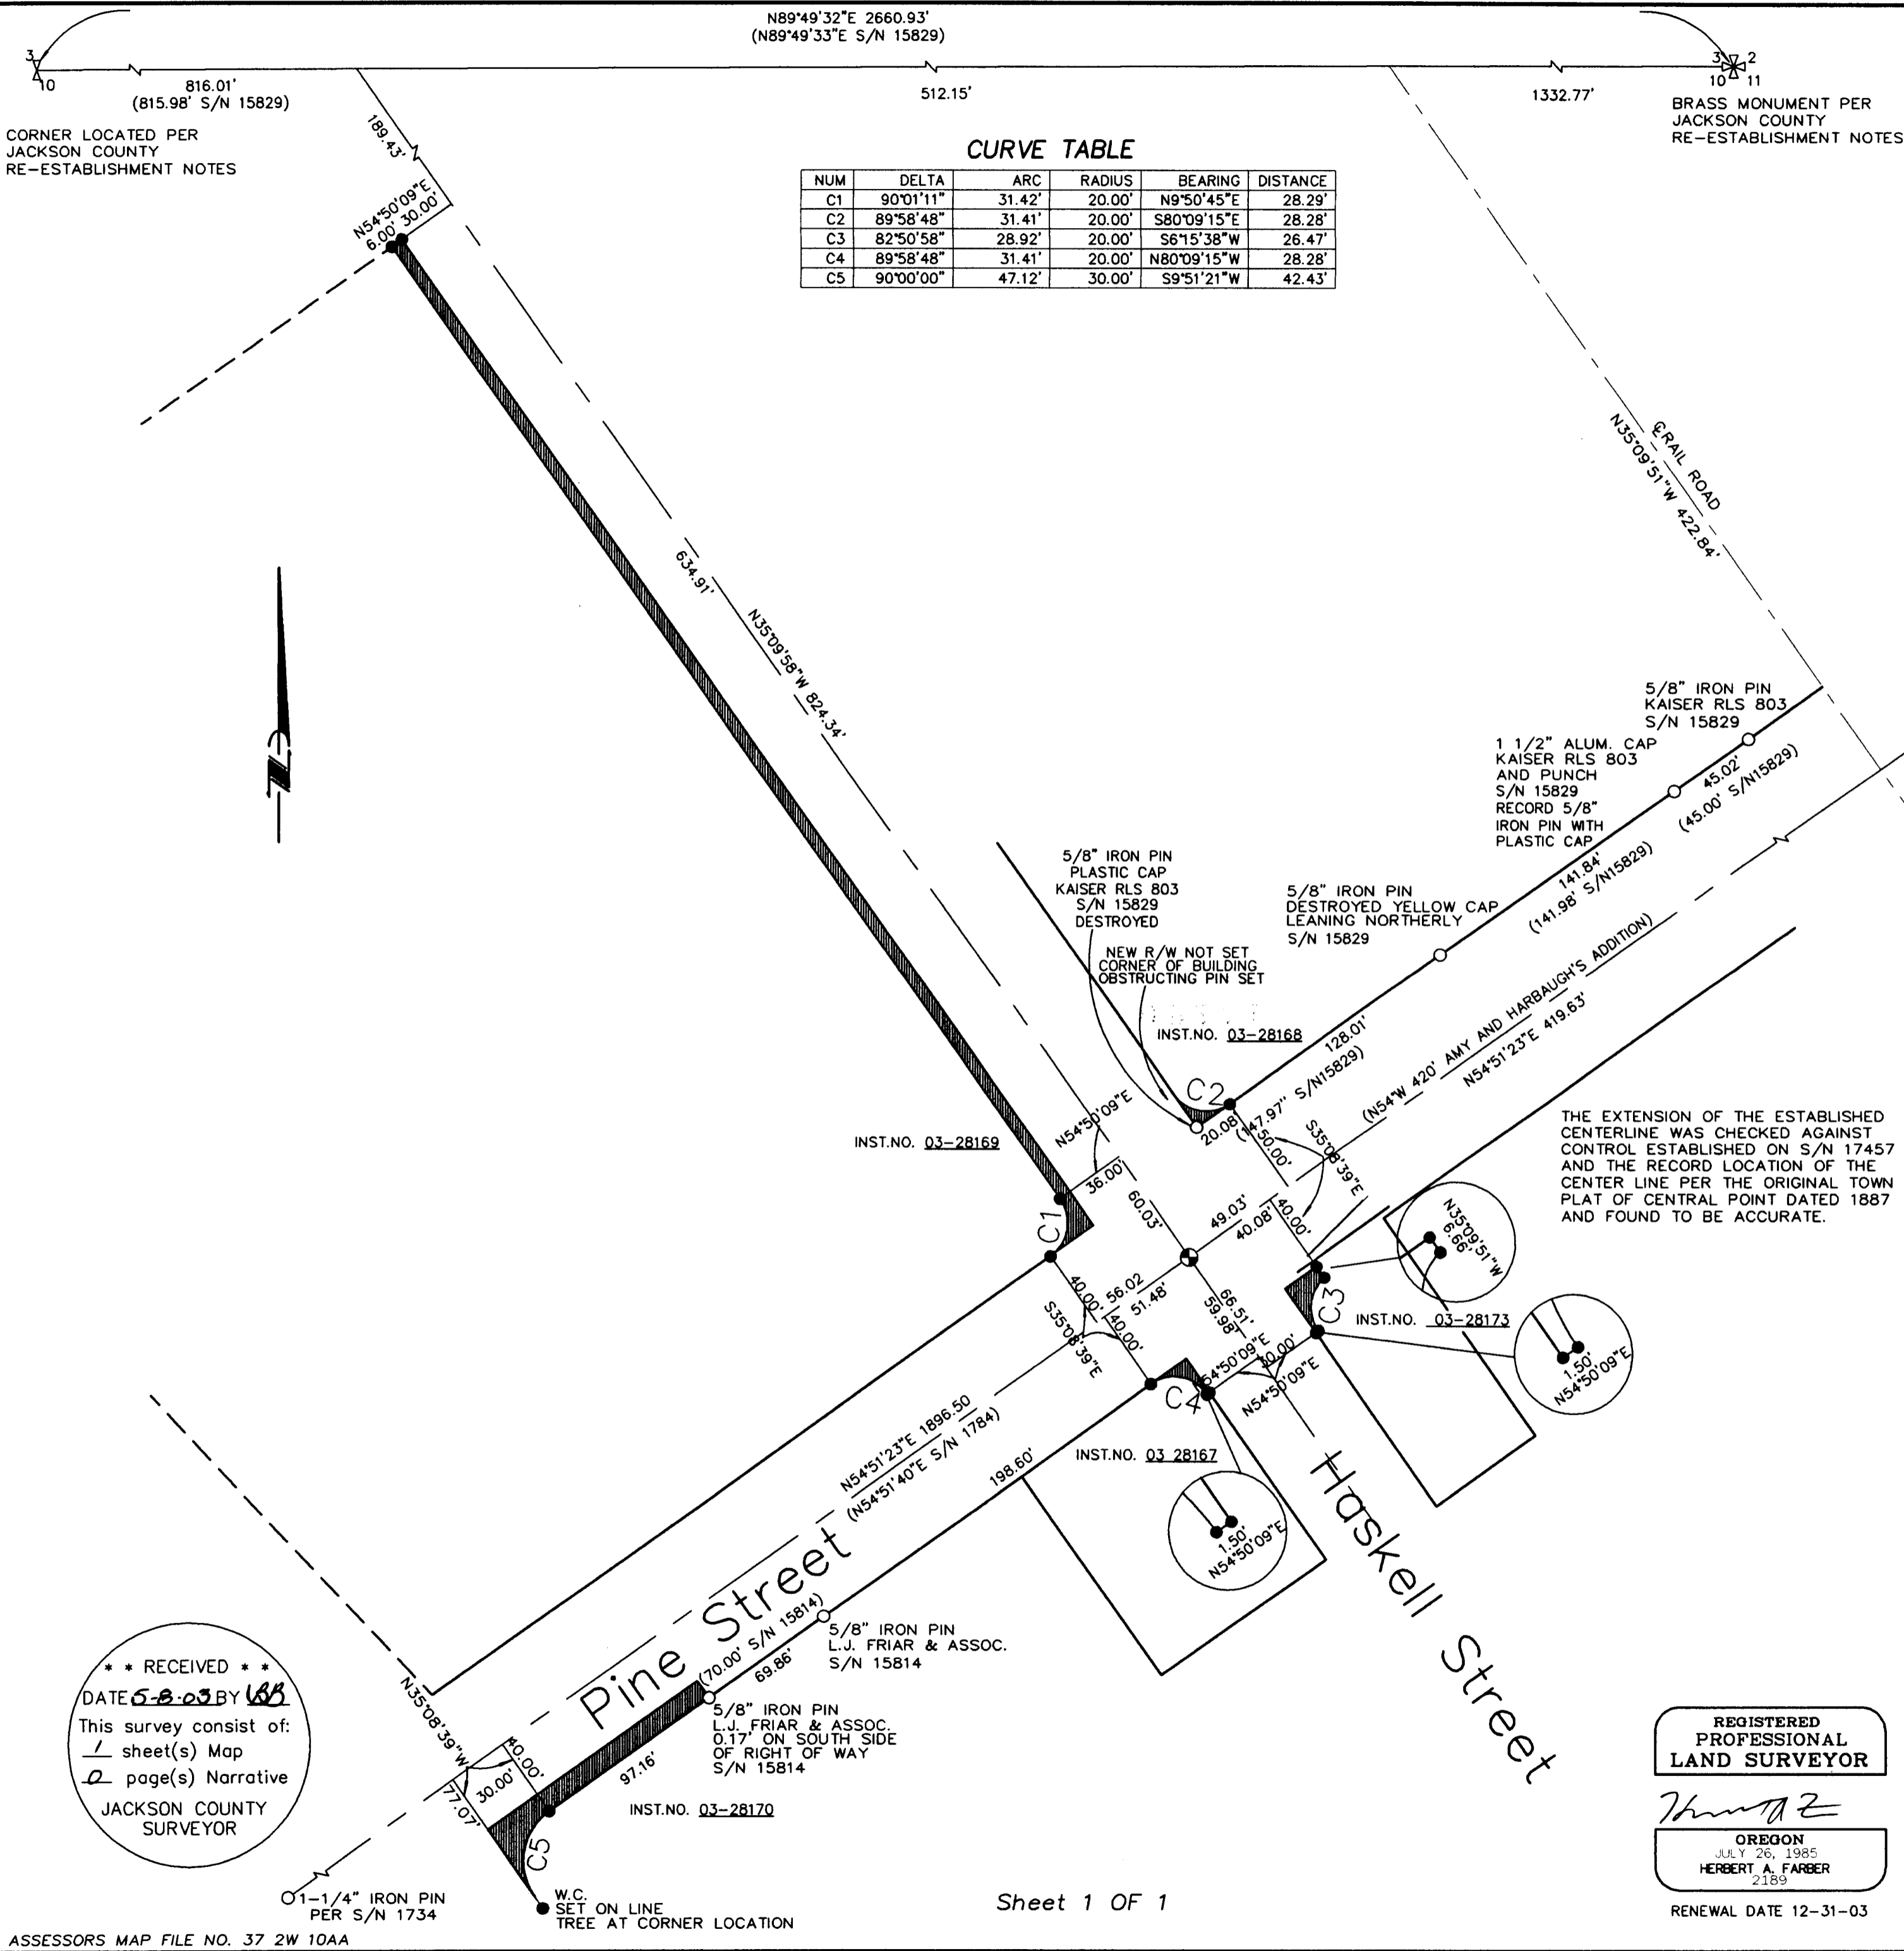 N89°49'32"E 2660.93'
(N89°49'33"E S/N 15829)
3
10
816.01'
(815.98' S/N 15829)
512.15'
1332.77'
3 2
10 11
CORNER LOCATED PER
JACKSON COUNTY
RE-ESTABLISHMENT NOTES
BRASS MONUMENT PER
JACKSON COUNTY
RE-ESTABLISHMENT NOTES
189.43'
N54°50'09"E
6.00' 30.00'
CURVE TABLE
NUM DELTA ARC RADIUS BEARING DISTANCE
C1 90°01'11" 31.42' 20.00' N9°50'45"E 28.29'
C2 89°58'48" 31.41' 20.00' S80°09'15"E 28.28'
C3 82°50'58" 28.92' 20.00' S6°15'38"W 26.47'
C4 89°58'48" 31.41' 20.00' N80°09'15"W 28.28'
C5 90°00'00" 47.12' 30.00' S9°51'21"W 42.43'
℄ RAIL ROAD
N35°09'51"W 422.84'
634.91'
N35°09'58"W 824.34'
N
5/8" IRON PIN
KAISER RLS 803
S/N 15829
1 1/2" ALUM. CAP
KAISER RLS 803
AND PUNCH
S/N 15829
RECORD 5/8"
IRON PIN WITH
PLASTIC CAP
45.02'
(45.00' S/N15829)
141.84'
(141.98' S/N15829)
5/8" IRON PIN
PLASTIC CAP
KAISER RLS 803
S/N 15829
DESTROYED
5/8" IRON PIN
DESTROYED YELLOW CAP
LEANING NORTHERLY
S/N 15829
NEW R/W NOT SET
CORNER OF BUILDING
OBSTRUCTING PIN SET
INST.NO. 03-28168
128.01'
(147.97" S/N15829)
(N54°W 420' AMY AND HARBAUGH'S ADDITION)
N54°51'23"E 419.63'
C2
20.08'
50.00'
S35°08'39"E
THE EXTENSION OF THE ESTABLISHED
CENTERLINE WAS CHECKED AGAINST
CONTROL ESTABLISHED ON S/N 17457
AND THE RECORD LOCATION OF THE
CENTER LINE PER THE ORIGINAL TOWN
PLAT OF CENTRAL POINT DATED 1887
AND FOUND TO BE ACCURATE.
INST.NO. 03-28169
N54°50'09"E
36.00'
60.03'
49.03'
40.08'
40.00'
C1
N35°09'51"W
6.66'
40.00'
56.02
51.48'
40.00'
S35°08'39"E
66.51'
59.98'
C3
INST.NO. 03-28173
1.50'
N54°50'09"E
54°50'09"E
30.00'
N54°50'09"E
C4
INST.NO. 03 28167
1.50'
N54°50'09"E
N54°51'23"E 1896.50
(N54°51'40"E S/N 1784)
198.60'
Haskell Street
Pine Street
(70.00' S/N 15814)
69.86'
5/8" IRON PIN
L.J. FRIAR & ASSOC.
S/N 15814
5/8" IRON PIN
L.J. FRIAR & ASSOC.
0.17' ON SOUTH SIDE
OF RIGHT OF WAY
S/N 15814
N35°08'39"W
40.00'
30.00'
77.07'
97.16'
INST.NO. 03-28170
C5
W.C.
SET ON LINE
TREE AT CORNER LOCATION
1-1/4" IRON PIN
PER S/N 1734
* * RECEIVED * *
DATE 5-8-03 BY
This survey consist of:
1 sheet(s) Map
0 page(s) Narrative
JACKSON COUNTY
SURVEYOR
Sheet 1 OF 1
REGISTERED
PROFESSIONAL
LAND SURVEYOR
OREGON
JULY 26, 1985
HERBERT A. FARBER
2189
RENEWAL DATE 12-31-03
ASSESSORS MAP FILE NO. 37 2W 10AA